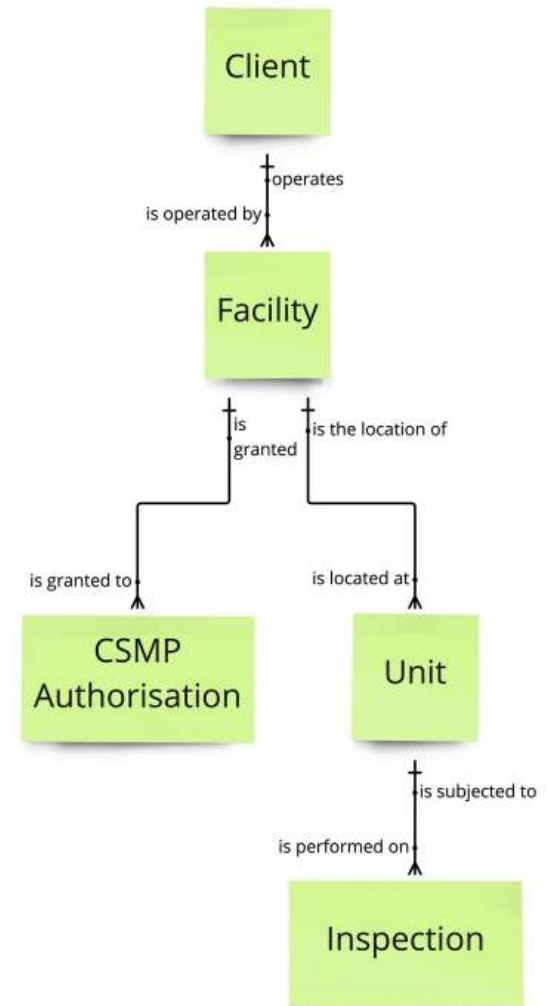 Client
operates
is operated by
Facility
is
granted
is the location of
is granted to
is located at
CSMP
Authorisation
Unit
is subjected to
is performed on
Inspection